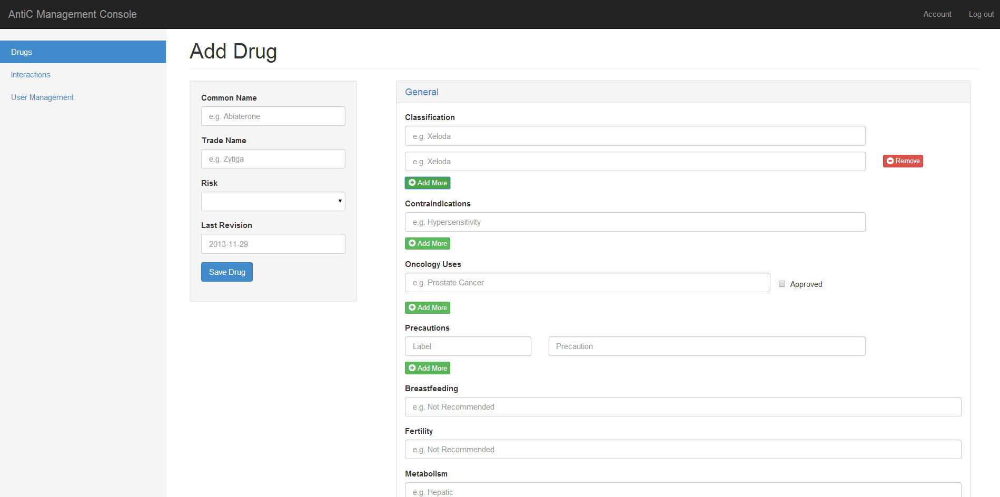 AntiC Management Console
Account
Log out
Drugs
Interactions
User Management
Add Drug
Common Name
e.g. Abiaterone
Trade Name
e.g. Zytiga
Risk
Last Revision
2013-11-29
Save Drug
General
Classification
e.g. Xeloda
e.g. Xeloda
Remove
Add More
Contraindications
e.g. Hypersensitivity
Add More
Oncology Uses
e.g. Prostate Cancer
Approved
Add More
Precautions
Label
Precaution
Add More
Breastfeeding
e.g. Not Recommended
Fertility
e.g. Not Recommended
Metabolism
e.g. Hepatic